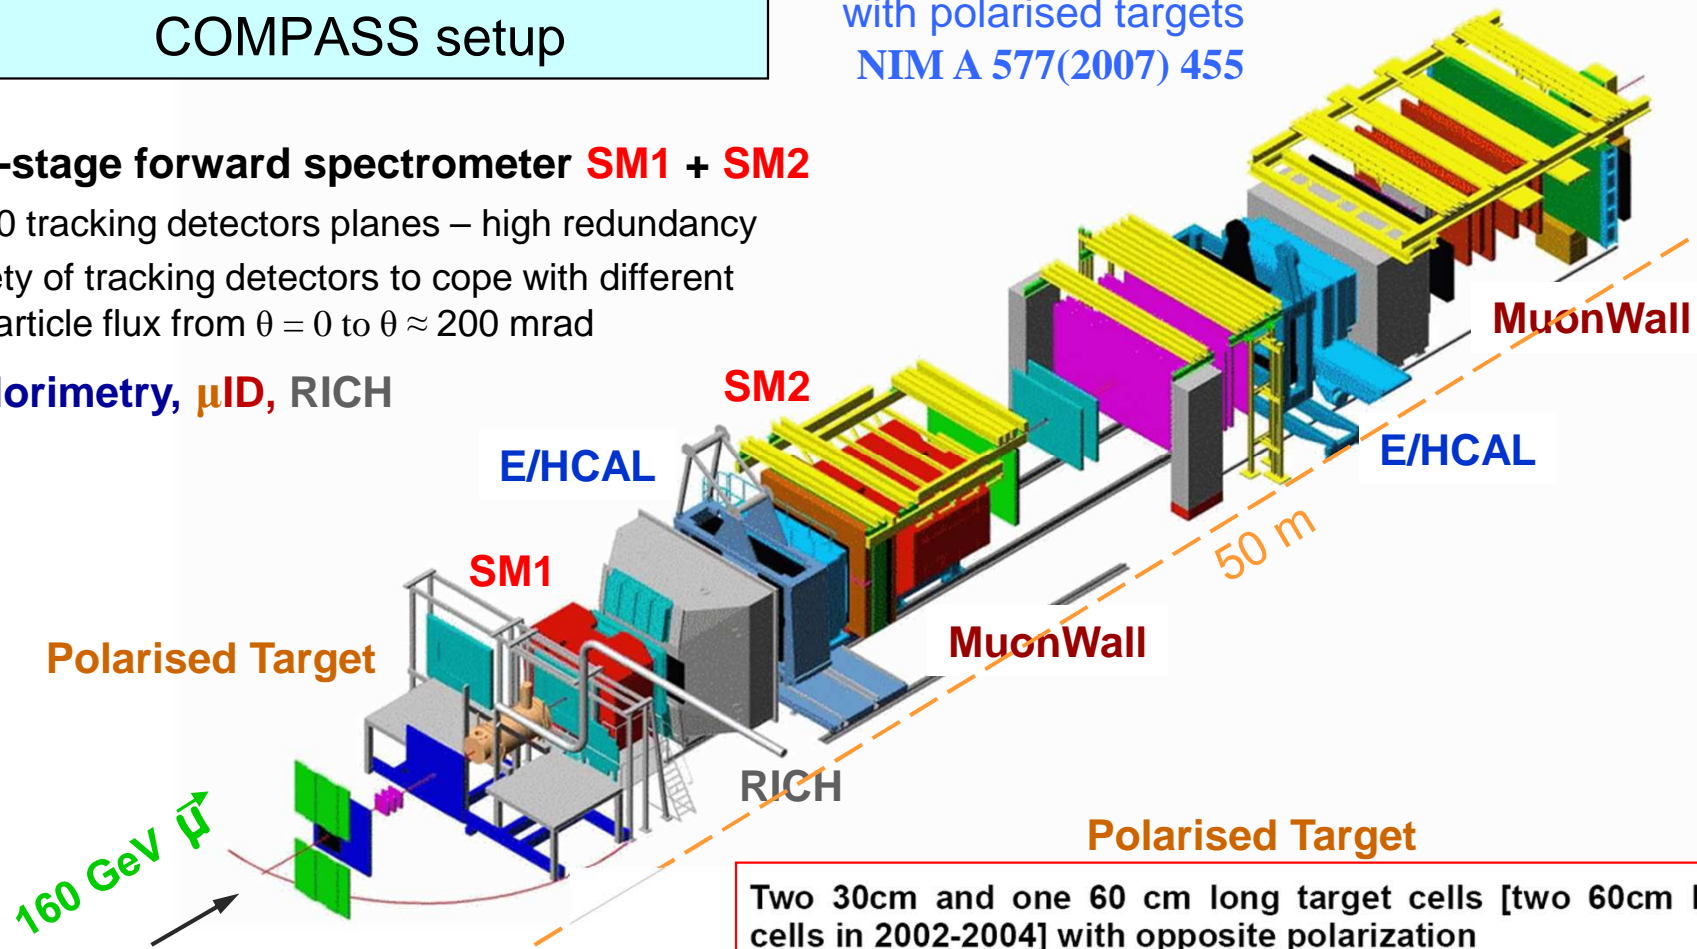 COMPASS setup
with polarised targets
NIM A 577(2007) 455
-stage forward spectrometer SM1 + SM2
0 tracking detectors planes – high redundancy
ety of tracking detectors to cope with different
article flux from θ = 0 to θ ≈ 200 mrad
lorimetry, μID, RICH
SM2
MuonWall
E/HCAL
E/HCAL
50 m
SM1
MuonWall
Polarised Target
RICH
160 GeV μ⃗
Polarised Target
Two 30cm and one 60 cm long target cells [two 60cm
cells in 2002-2004] with opposite polarization